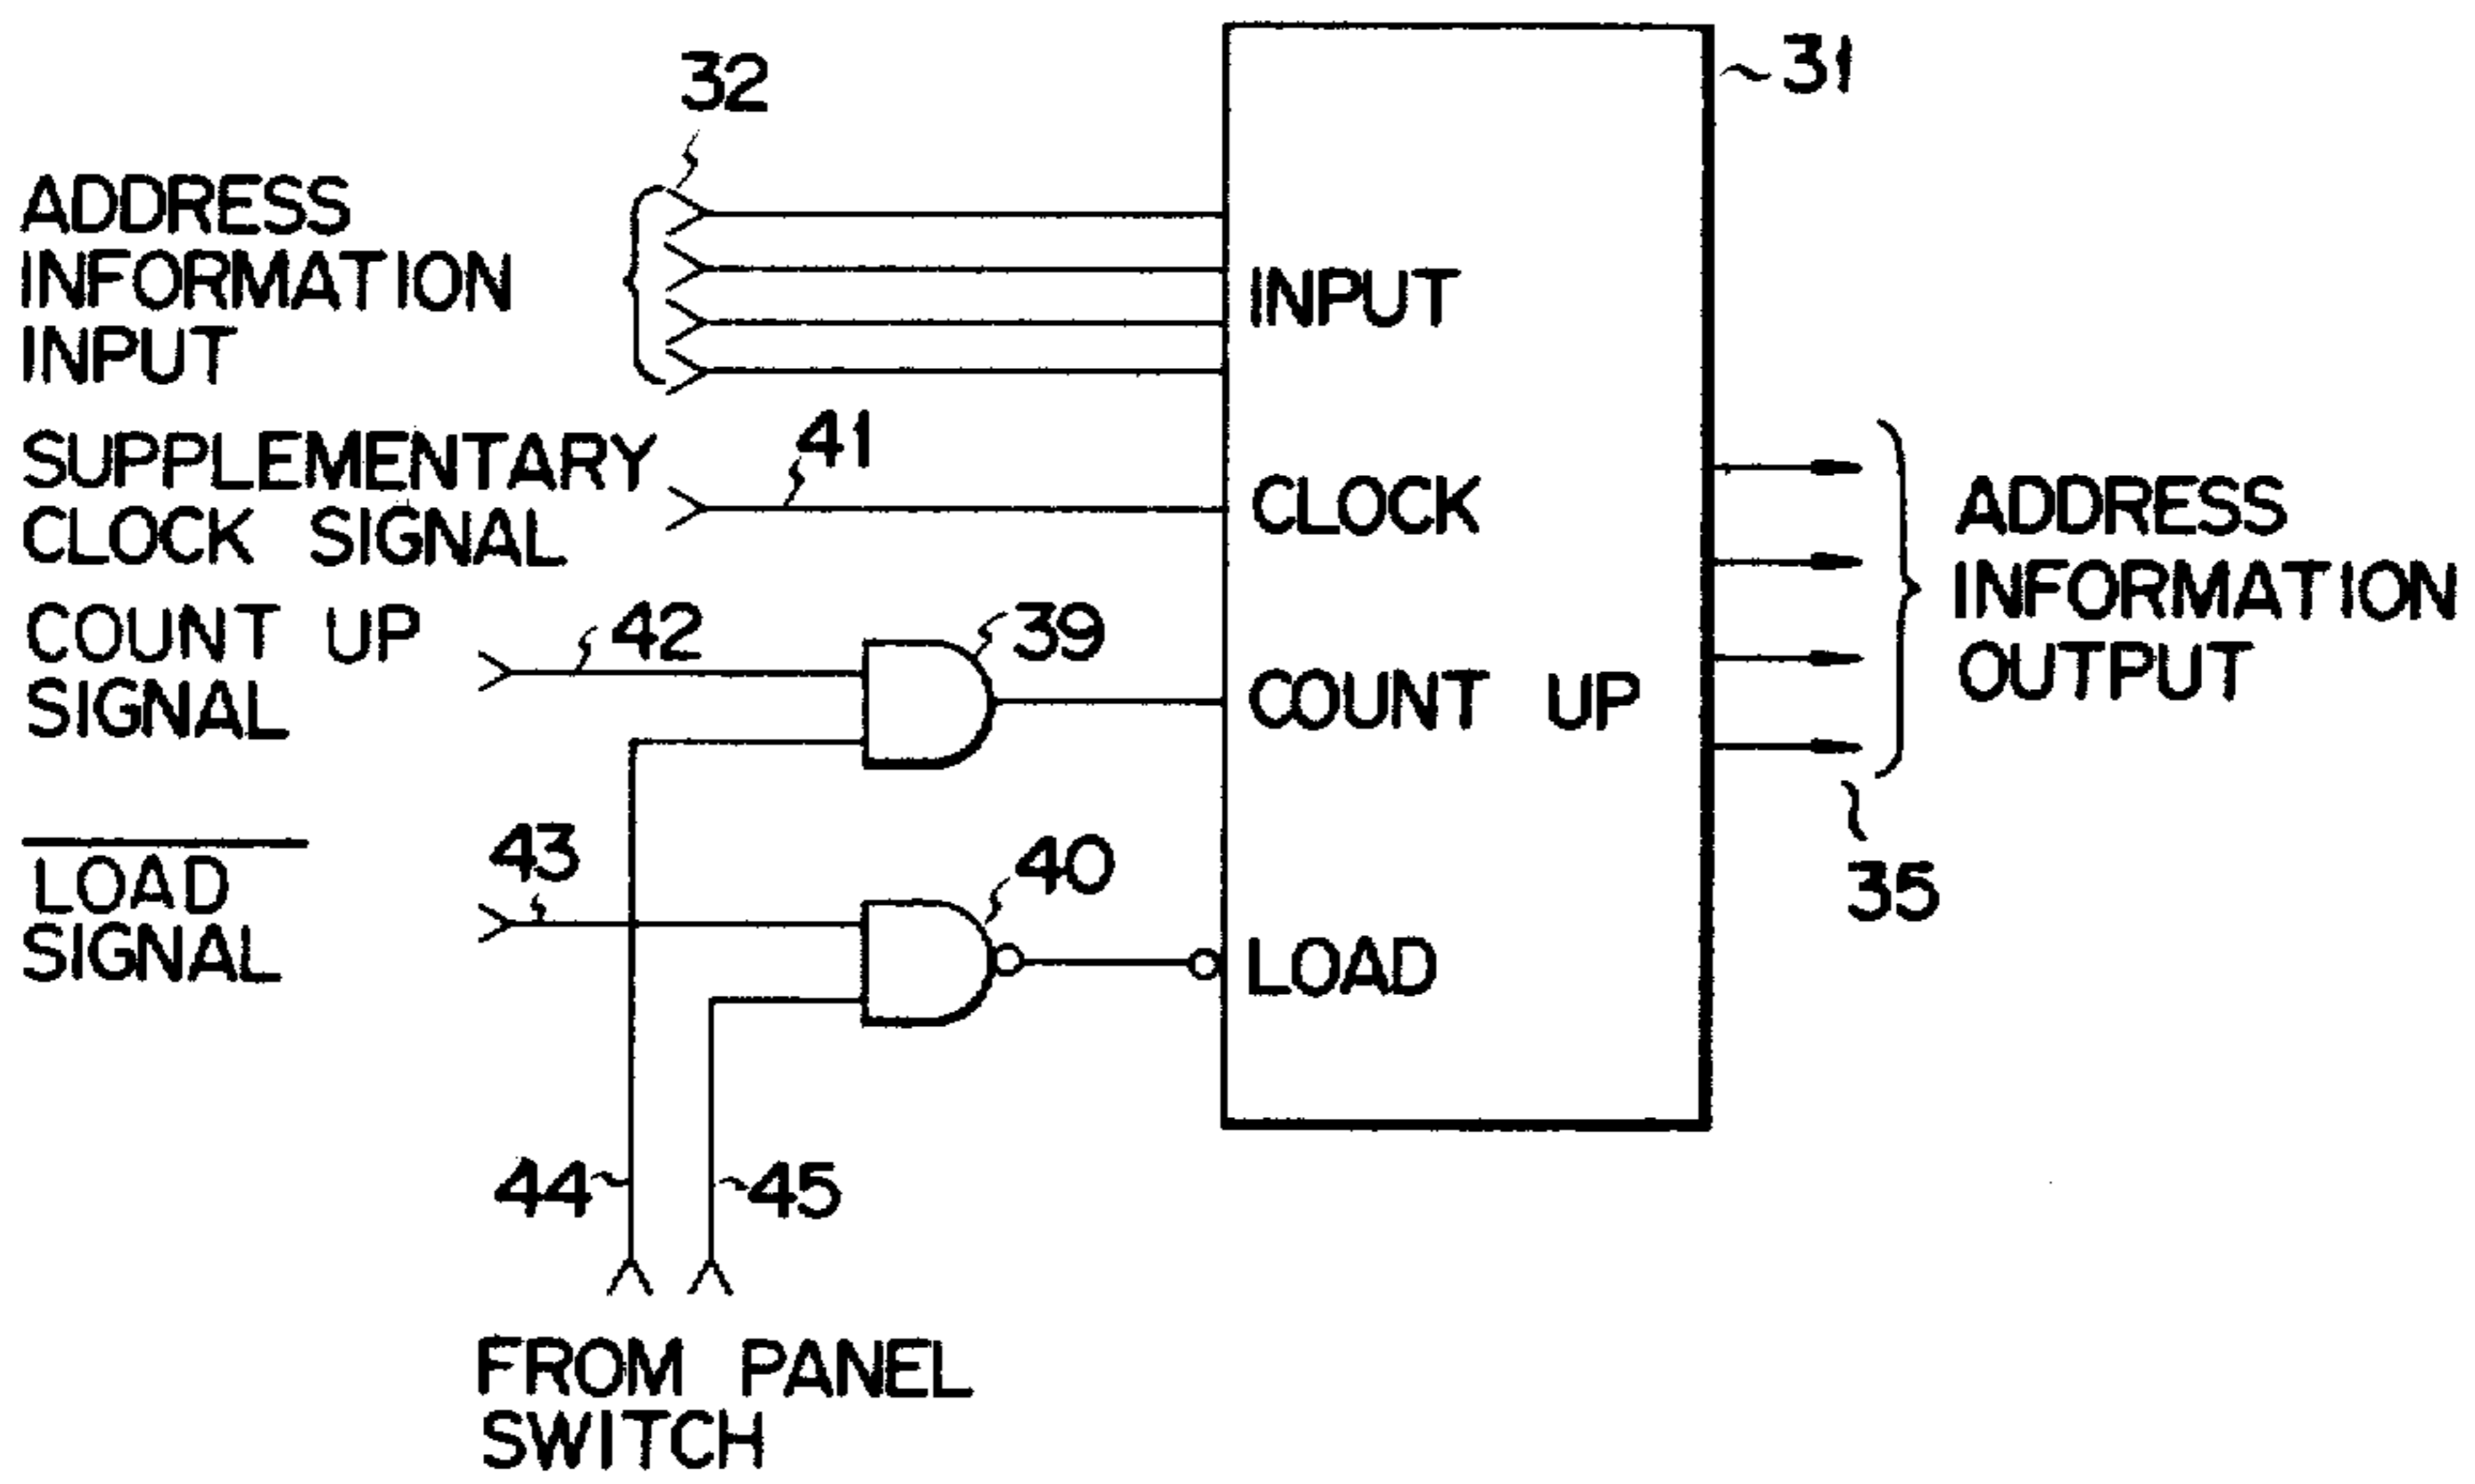 32
31
ADDRESS
INFORMATION
INPUT
INPUT
41
SUPPLEMENTARY
CLOCK SIGNAL
CLOCK
ADDRESS
INFORMATION
OUTPUT
COUNT UP
SIGNAL
42
39
COUNT UP
35
43
40
LOAD
SIGNAL
LOAD
44
45
FROM PANEL
SWITCH